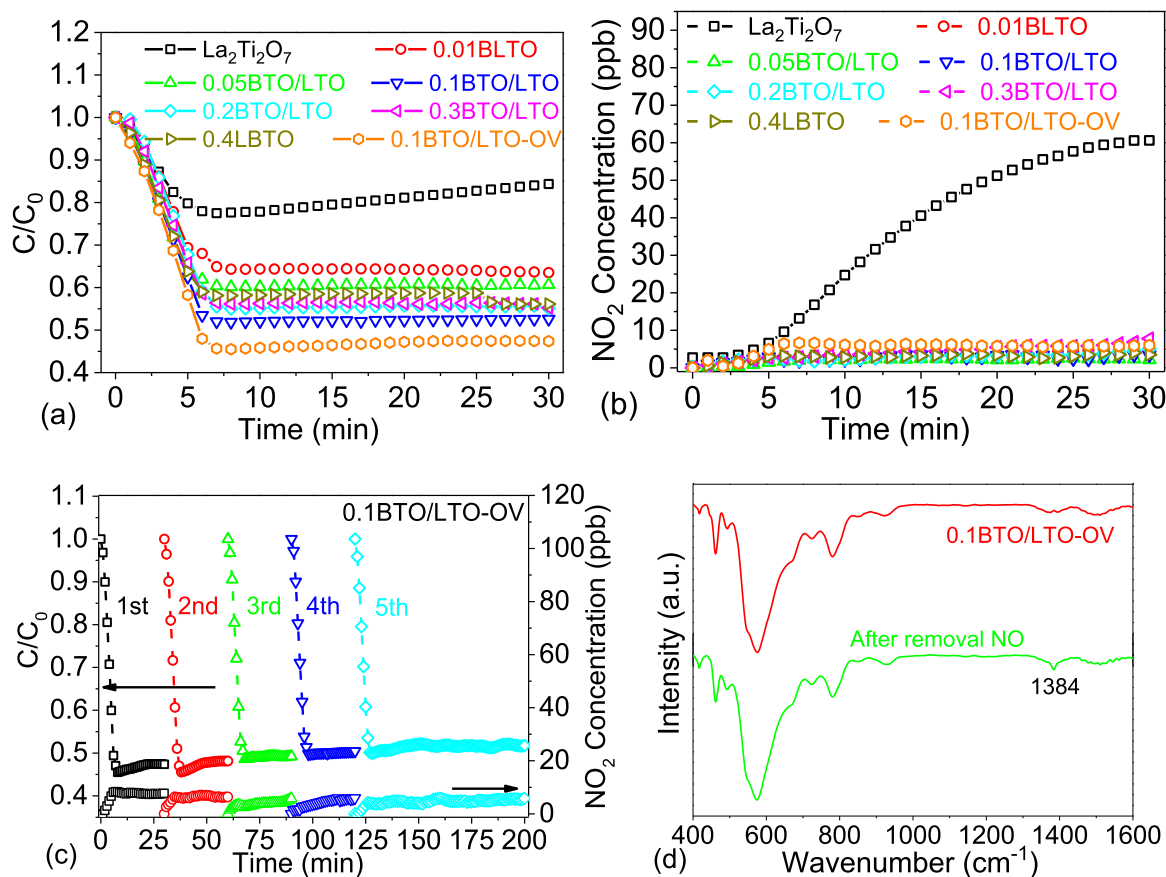 1.2
1.1
1.0
0.9
0.8
0.7
0.6
0.5
0.4
C/C₀
La₂Ti₂O₇ 0.01BLTO
0.05BTO/LTO 0.1BTO/LTO
0.2BTO/LTO 0.3BTO/LTO
0.4LBTO 0.1BTO/LTO-OV
0 5 10 15 20 25 30
(a) Time (min)
90
80
70
60
50
40
30
20
10
0
NO₂ Concentration (ppb)
La₂Ti₂O₇ 0.01BLTO
0.05BTO/LTO 0.1BTO/LTO
0.2BTO/LTO 0.3BTO/LTO
0.4LBTO 0.1BTO/LTO-OV
0 5 10 15 20 25 30
(b) Time (min)
1.1
1.0
0.9
0.8
0.7
0.6
0.5
0.4
C/C₀
0.1BTO/LTO-OV
1st 2nd 3rd 4th 5th
120
100
80
60
40
20
0
NO₂ Concentration (ppb)
0 25 50 75 100 125 150 175 200
(c) Time (min)
Intensity (a.u.)
0.1BTO/LTO-OV
After removal NO
1384
400 600 800 1000 1200 1400 1600
Wavenumber (cm⁻¹) (d)